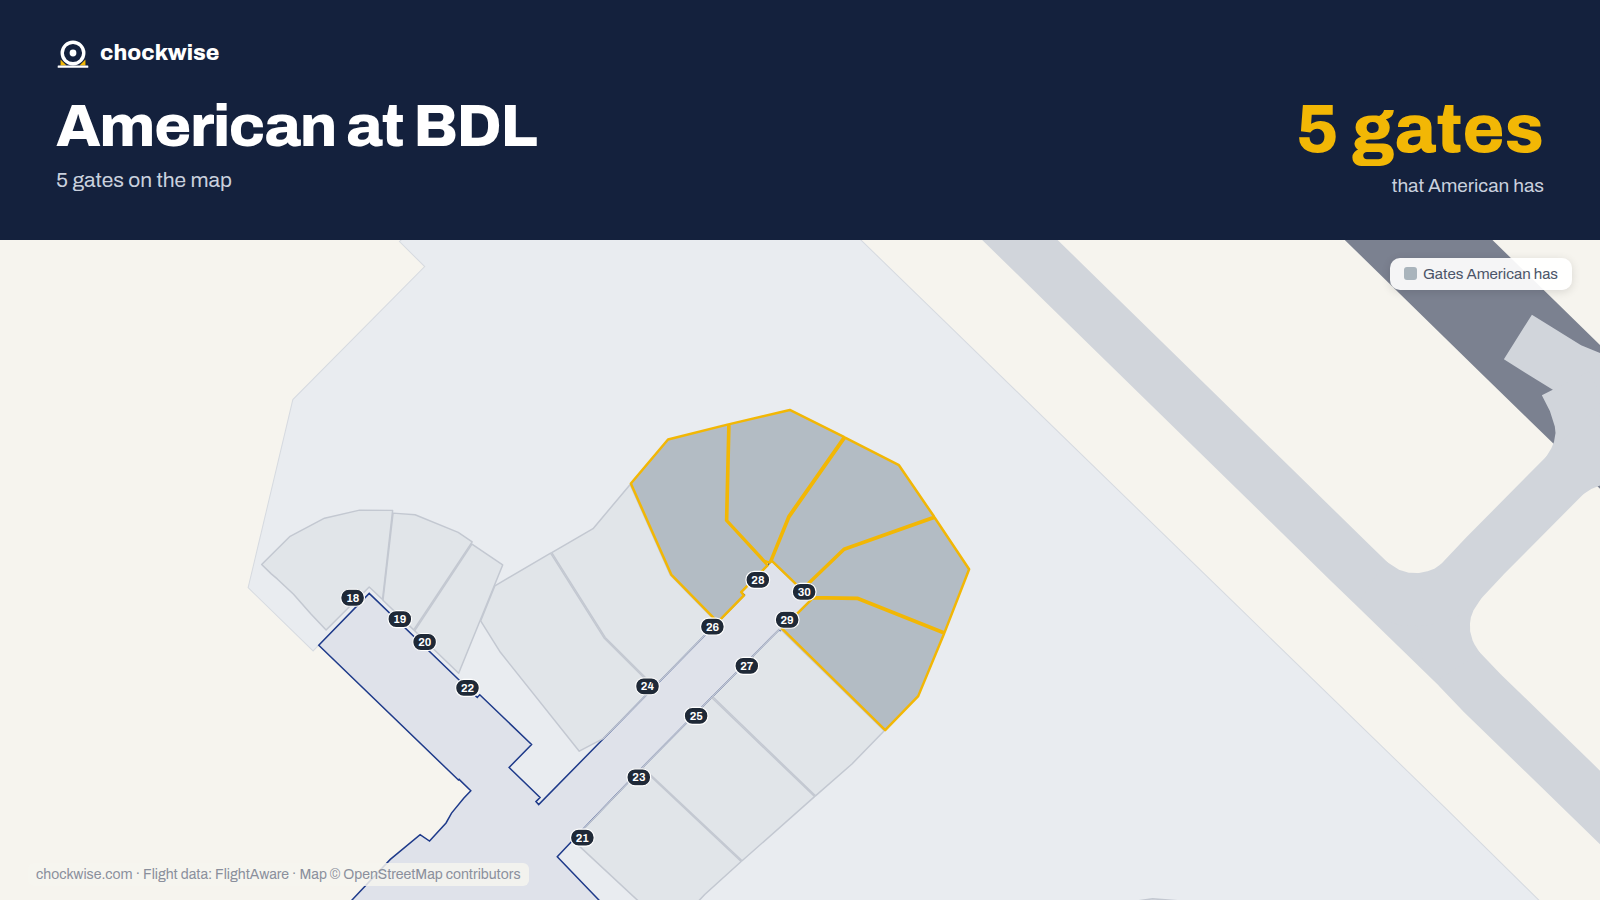 chockwise
American at BDL
5 gates on the map
5 gates
that American has
Gates American has
18
19
20
22
28
30
26
29
27
24
25
23
21
chockwise.com · Flight data: FlightAware · Map © OpenStreetMap contributors